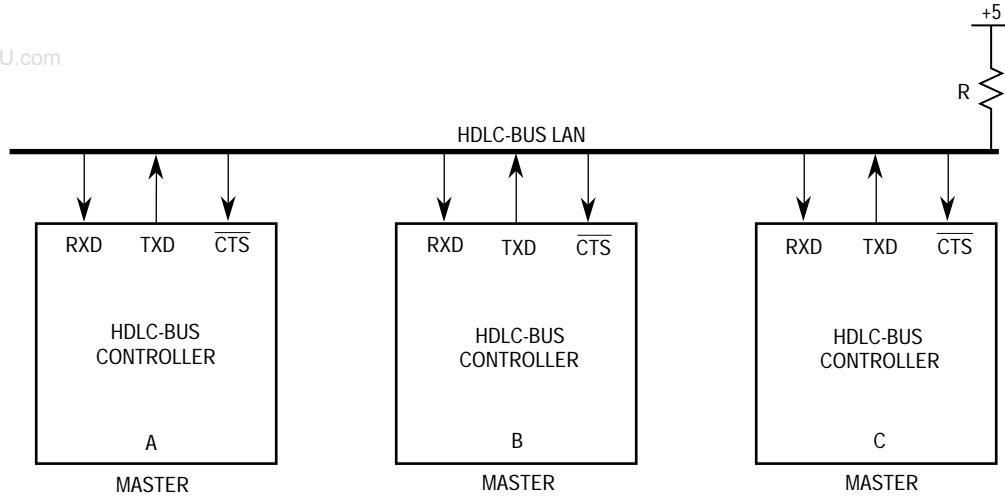 +5
U.com
R
HDLC-BUS LAN
RXD TXD CTS
RXD TXD CTS
RXD TXD CTS
HDLC-BUS
CONTROLLER
HDLC-BUS
CONTROLLER
HDLC-BUS
CONTROLLER
A
B
C
MASTER
MASTER
MASTER